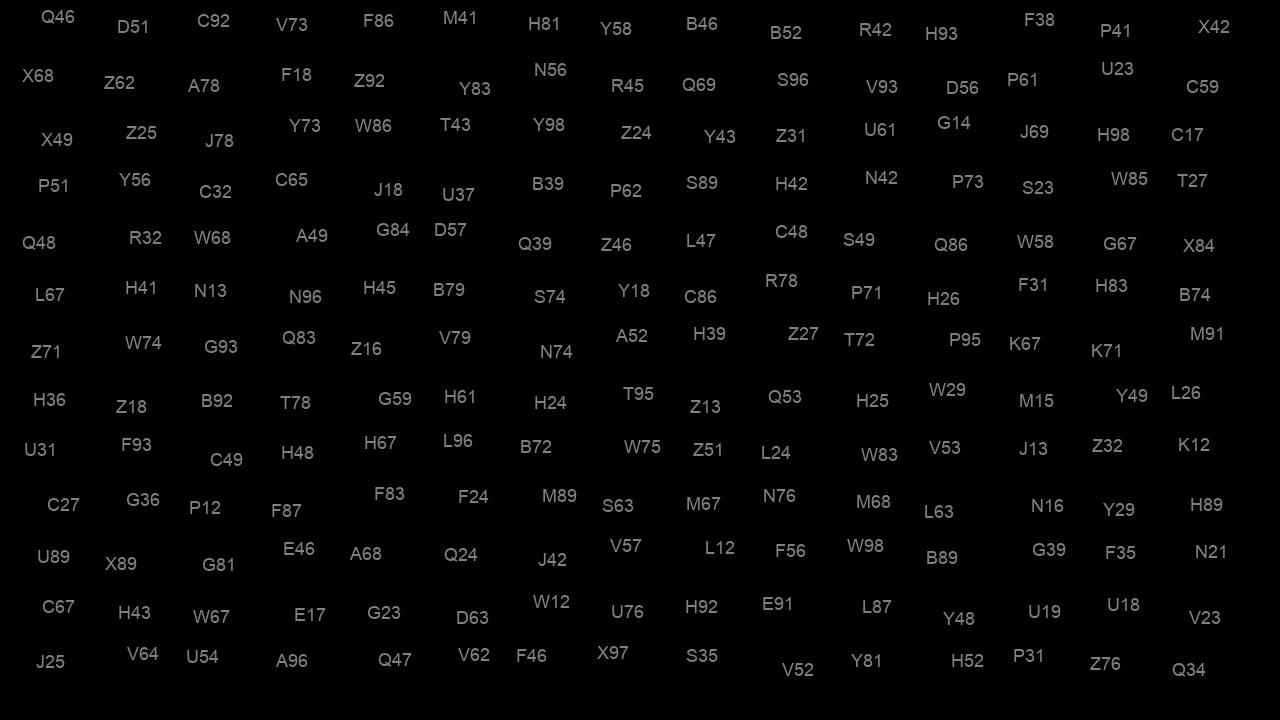 Q46 D51 C92 V73 F86 M41 H81 Y58 B46 B52 R42 H93 F38 P41 X42
X68 Z62 A78 F18 Z92 Y83 N56 R45 Q69 S96 V93 D56 P61 U23 C59
X49 Z25 J78 Y73 W86 T43 Y98 Z24 Y43 Z31 U61 G14 J69 H98 C17
P51 Y56 C32 C65 J18 U37 B39 P62 S89 H42 N42 P73 S23 W85 T27
Q48 R32 W68 A49 G84 D57 Q39 Z46 L47 C48 S49 Q86 W58 G67 X84
L67 H41 N13 N96 H45 B79 S74 Y18 C86 R78 P71 H26 F31 H83 B74
Z71 W74 G93 Q83 Z16 V79 N74 A52 H39 Z27 T72 P95 K67 K71 M91
H36 Z18 B92 T78 G59 H61 H24 T95 Z13 Q53 H25 W29 M15 Y49 L26
U31 F93 C49 H48 H67 L96 B72 W75 Z51 L24 W83 V53 J13 Z32 K12
C27 G36 P12 F87 F83 F24 M89 S63 M67 N76 M68 L63 N16 Y29 H89
U89 X89 G81 E46 A68 Q24 J42 V57 L12 F56 W98 B89 G39 F35 N21
C67 H43 W67 E17 G23 D63 W12 U76 H92 E91 L87 Y48 U19 U18 V23
J25 V64 U54 A96 Q47 V62 F46 X97 S35 V52 Y81 H52 P31 Z76 Q34